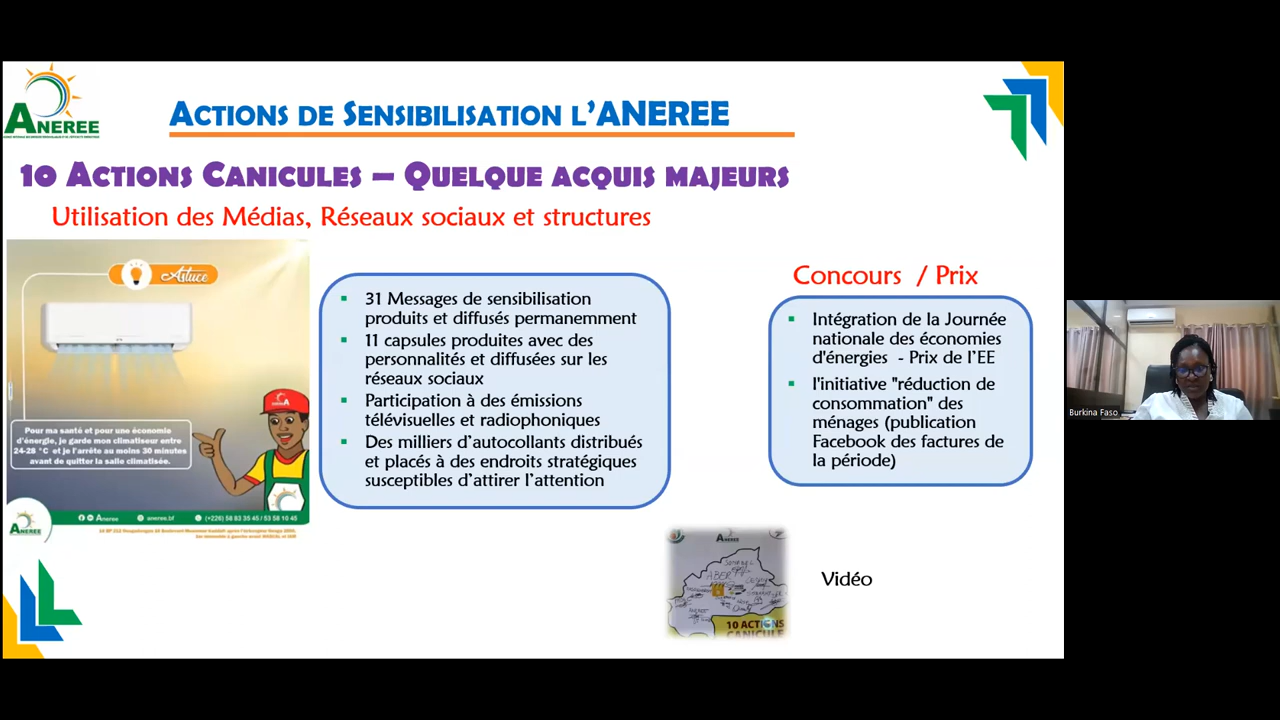 ANEREE
ACTIONS DE SENSIBILISATION L'ANEREE
10 ACTIONS CANICULES – QUELQUE ACQUIS MAJEURS
Utilisation des Médias, Réseaux sociaux et structures
Astuce
Pour ma santé et pour une économie
d'énergie, je garde mon climatiseur entre
24-28 °C et je l'arrête au moins 30 minutes
avant de quitter la salle climatisée.
ANEREE
Aneree
aneree.bf
(+226) 58 83 35 45 / 53 58 10 45
31 Messages de sensibilisation
produits et diffusés permanemment
11 capsules produites avec des
personnalités et diffusées sur les
réseaux sociaux
Participation à des émissions
télévisuelles et radiophoniques
Des milliers d'autocollants distribués
et placés à des endroits stratégiques
susceptibles d'attirer l'attention
Concours / Prix
Intégration de la Journée
nationale des économies
d'énergies - Prix de l'EE
l'initiative "réduction de
consommation" des
ménages (publication
Facebook des factures de
la période)
ANEREE
ABER
10 ACTIONS
CANICULE
Vidéo
Burkina Faso